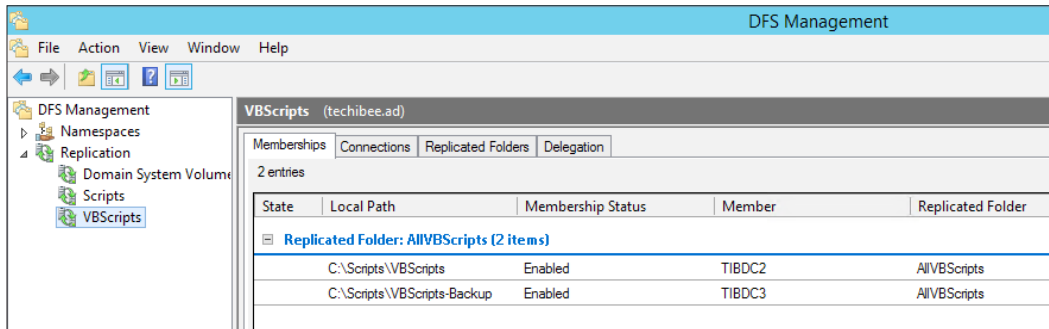 DFS Management
File Action View Window Help
DFS Management
Namespaces
Replication
Domain System Volume
Scripts
VBScripts
VBScripts (techibee.ad)
Memberships Connections Replicated Folders Delegation
2 entries
State Local Path Membership Status Member Replicated Folder
Replicated Folder: AllVBScripts (2 items)
C:\Scripts\VBScripts Enabled TIBDC2 AllVBScripts
C:\Scripts\VBScripts-Backup Enabled TIBDC3 AllVBScripts